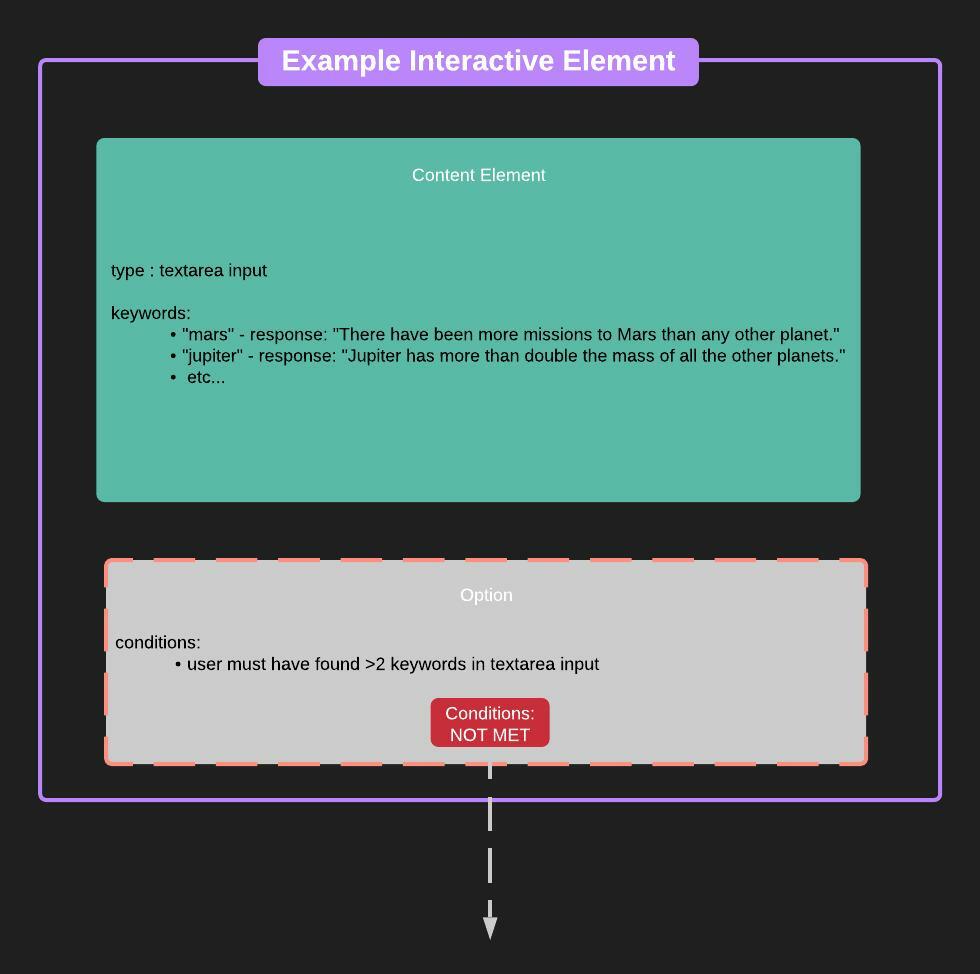 Example Interactive Element
Content Element
type : textarea input
keywords:
• "mars" - response: "There have been more missions to Mars than any other planet."
• "jupiter" - response: "Jupiter has more than double the mass of all the other planets."
• etc...
Option
conditions:
• user must have found >2 keywords in textarea input
Conditions:
NOT MET